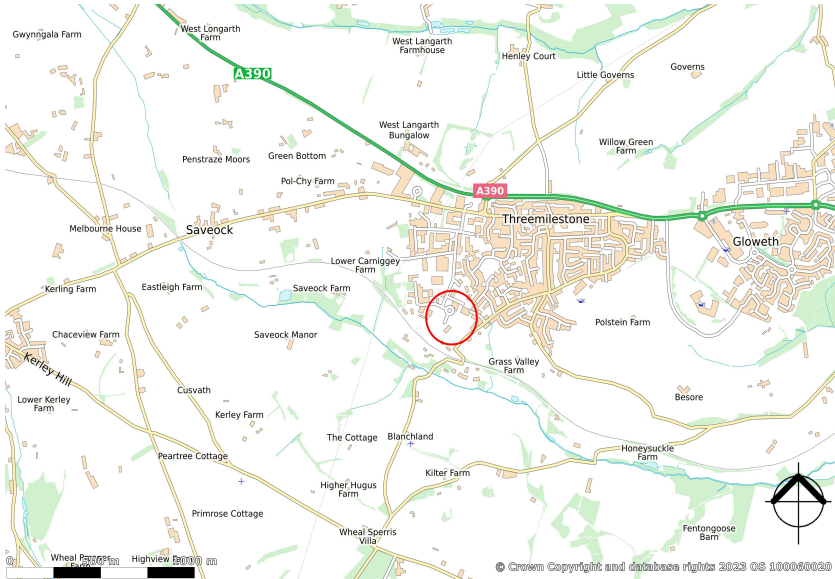 Gwynngala Farm
West Longarth
Farm
West Langarth
Farmhouse
Henley Court
Governs
Little Governs
A390
West Langarth
Bungalow
Willow Green
Farm
Penstraze Moors
Green Bottom
Pol-Chy Farm
A390
Threemilestone
Melbourne House
Saveock
Gloweth
Lower Carniggey
Farm
Kerling Farm
Eastleigh Farm
Saveock Farm
Chaceview Farm
Saveock Manor
Polstein Farm
Kerley Hill
Grass Valley
Farm
Cusvath
Besore
Lower Kerley
Farm
Kerley Farm
The Cottage
Blanchland
Peartree Cottage
Honeysuckle
Farm
Kilter Farm
Higher Hugus
Farm
Primrose Cottage
Wheal Sperris
Villa
Fentongoose
Barn
0
1000 m
© Crown Copyright and database rights 2023 OS 100060020